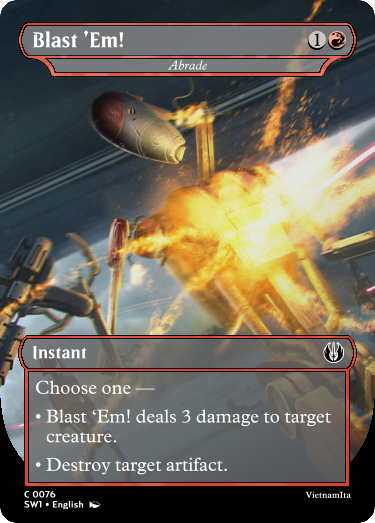 Blast ’Em! 1
Abrade
Instant
Choose one —
• Blast ‘Em! deals 3 damage to target
creature.
• Destroy target artifact.
C 0076
SW1 • English
VietnamIta